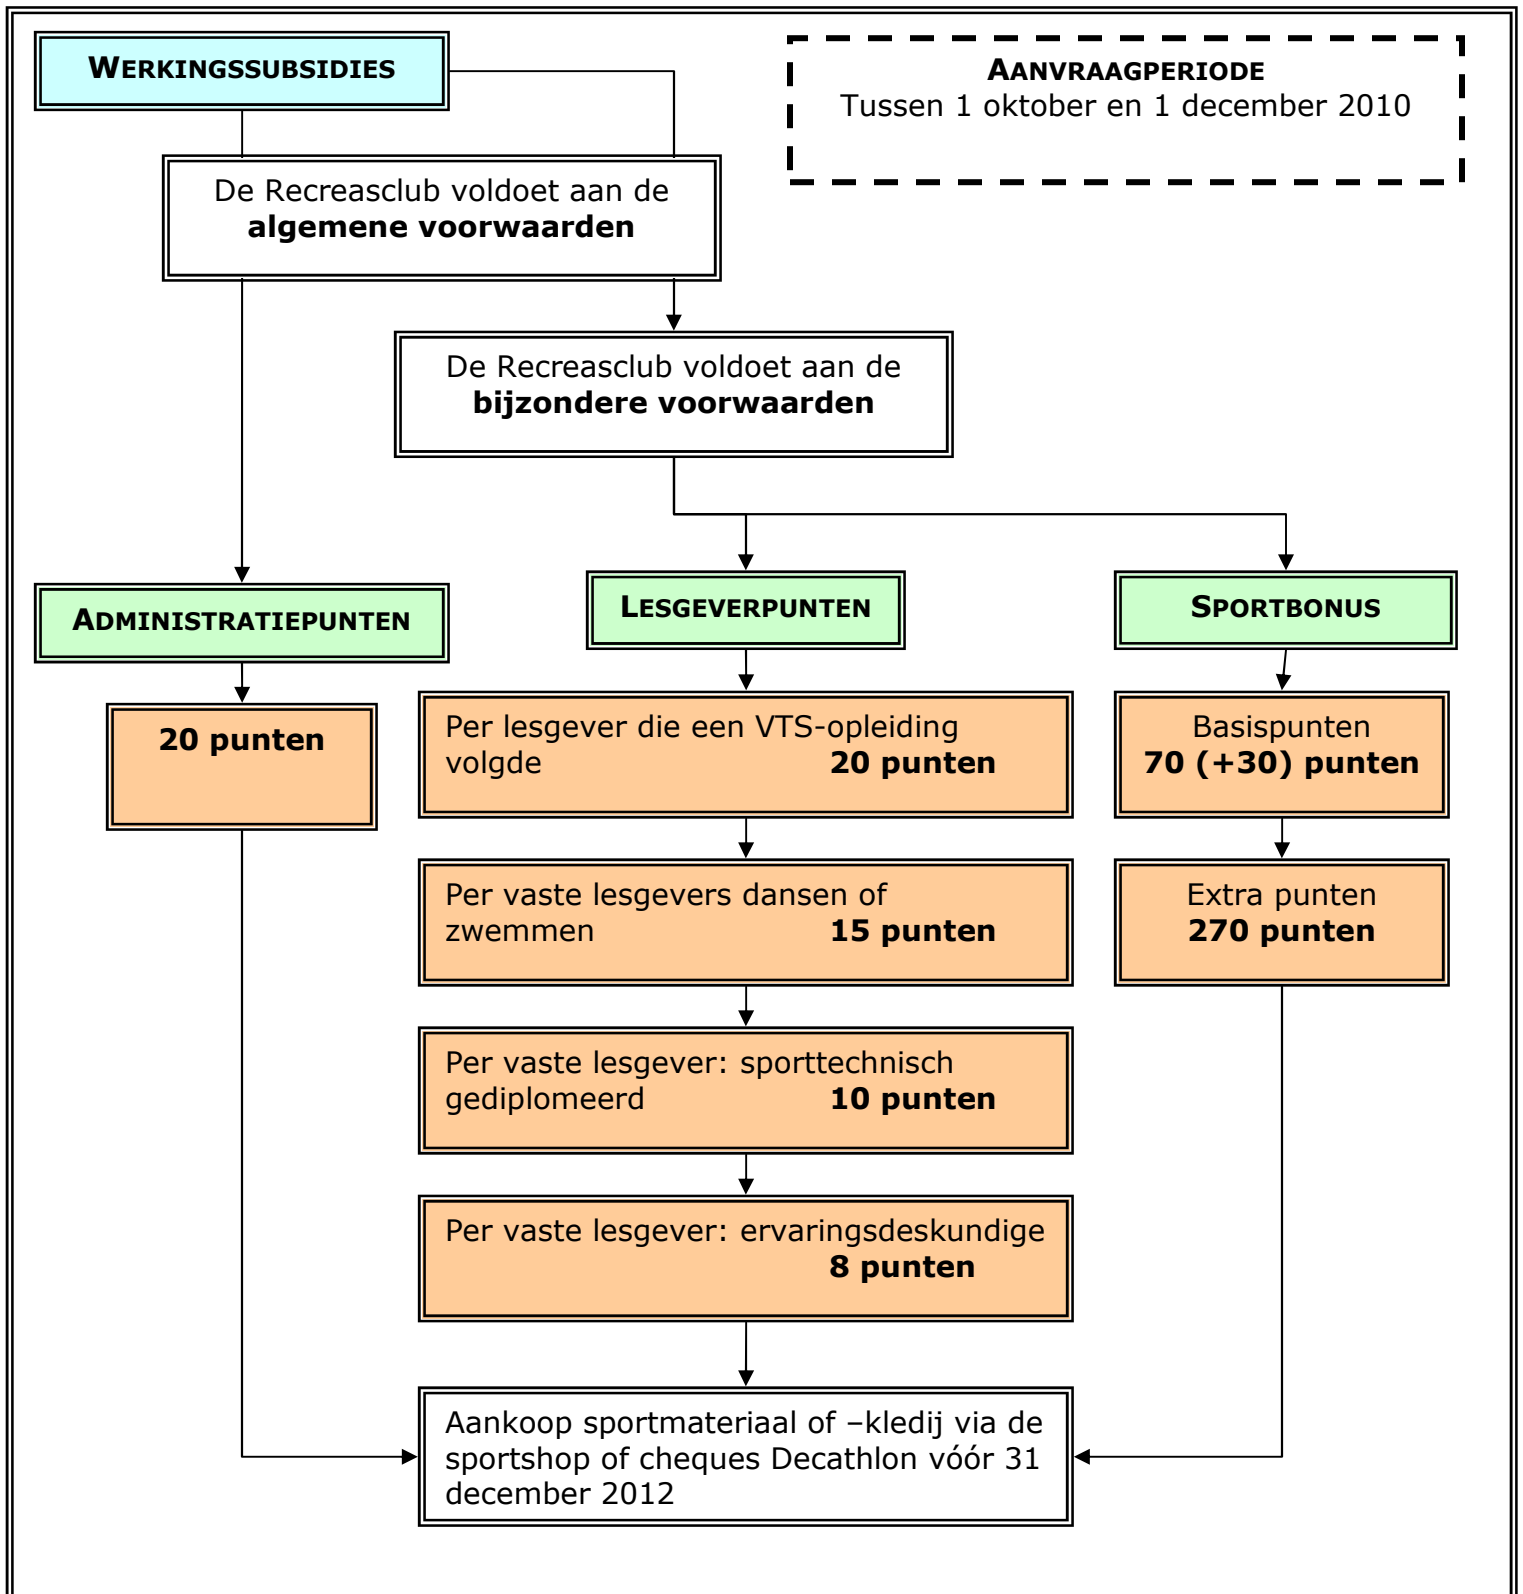 WERKINGSSUBSIDIES
AANVRAAGPERIODE
Tussen 1 oktober en 1 december 2010
De Recreasclub voldoet aan de
algemene voorwaarden
De Recreasclub voldoet aan de
bijzondere voorwaarden
ADMINISTRATIEPUNTEN
20 punten
LESGEVERPUNTEN
Per lesgever die een VTS-opleiding
volgde 20 punten
Per vaste lesgevers dansen of
zwemmen 15 punten
Per vaste lesgever: sporttechnisch
gediplomeerd 10 punten
Per vaste lesgever: ervaringsdeskundige
8 punten
SPORTBONUS
Basispunten
70 (+30) punten
Extra punten
270 punten
Aankoop sportmateriaal of –kledij via de
sportshop of cheques Decathlon vóór 31
december 2012